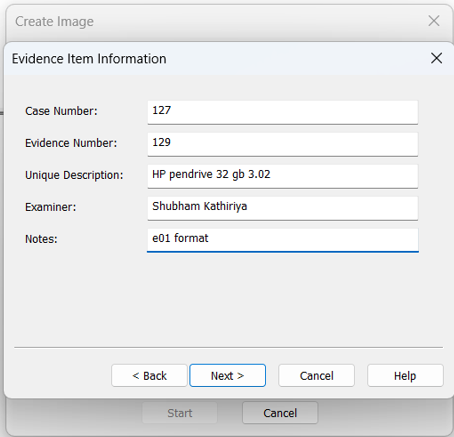 Create Image
Evidence Item Information
Case Number: 127
Evidence Number: 129
Unique Description: HP pendrive 32 gb 3.02
Examiner: Shubham Kathiriya
Notes: e01 format
< Back Next > Cancel Help
Start Cancel